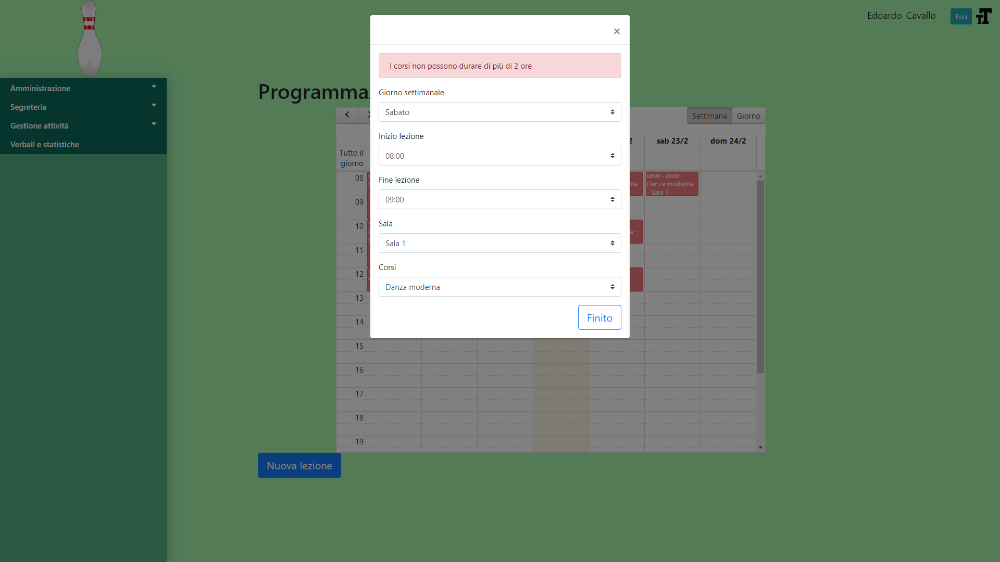 Edoardo Cavallo
Esci
×
I corsi non possono durare di più di 2 ore
Amministrazione
Segreteria
Gestione attività
Verbali e statistiche
Giorno settimanale
Sabato
Inizio lezione
08:00
Fine lezione
09:00
Sala
Sala 1
Corsi
Danza moderna
Finito
Settimana
Giorno
sab 23/2
dom 24/2
Tutto il
giorno
08
08:00 - 09:00
Danza moderna
- Sala 1
09
10
11
12
13
14
15
16
17
18
19
Nuova lezione